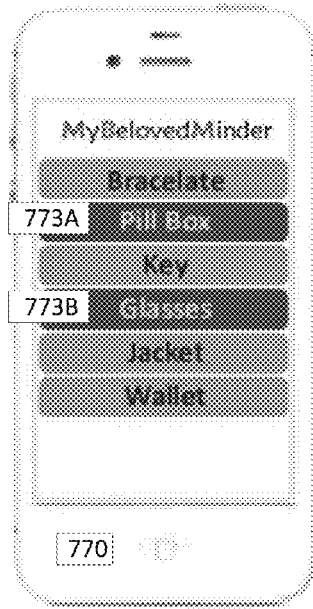 MyBelovedMinder
Bracelate
773A Pill Box
Key
773B Glasses
Jacket
Wallet
770